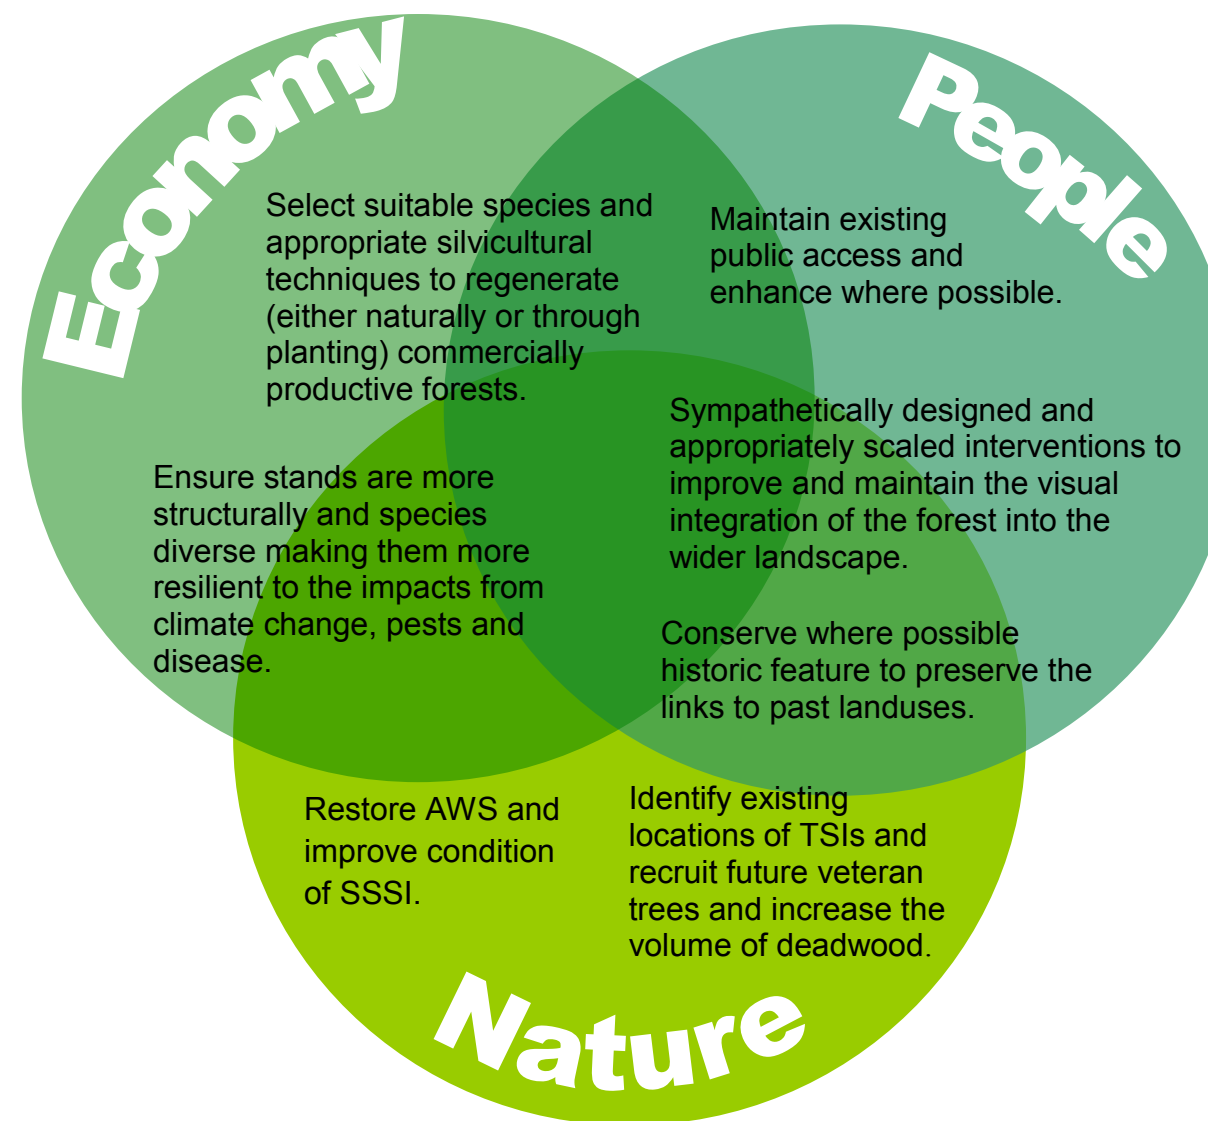 Economy
People
Select suitable species and
appropriate silvicultural
techniques to regenerate
(either naturally or through
planting) commercially
productive forests.
Maintain existing
public access and
enhance where possible.
Ensure stands are more
structurally and species
diverse making them more
resilient to the impacts from
climate change, pests and
disease.
Sympathetically designed and
appropriately scaled interventions to
improve and maintain the visual
integration of the forest into the
wider landscape.
Conserve where possible
historic feature to preserve the
links to past landuses.
Restore AWS and
improve condition
of SSSI.
Identify existing
locations of TSIs and
recruit future veteran
trees and increase the
volume of deadwood.
Nature